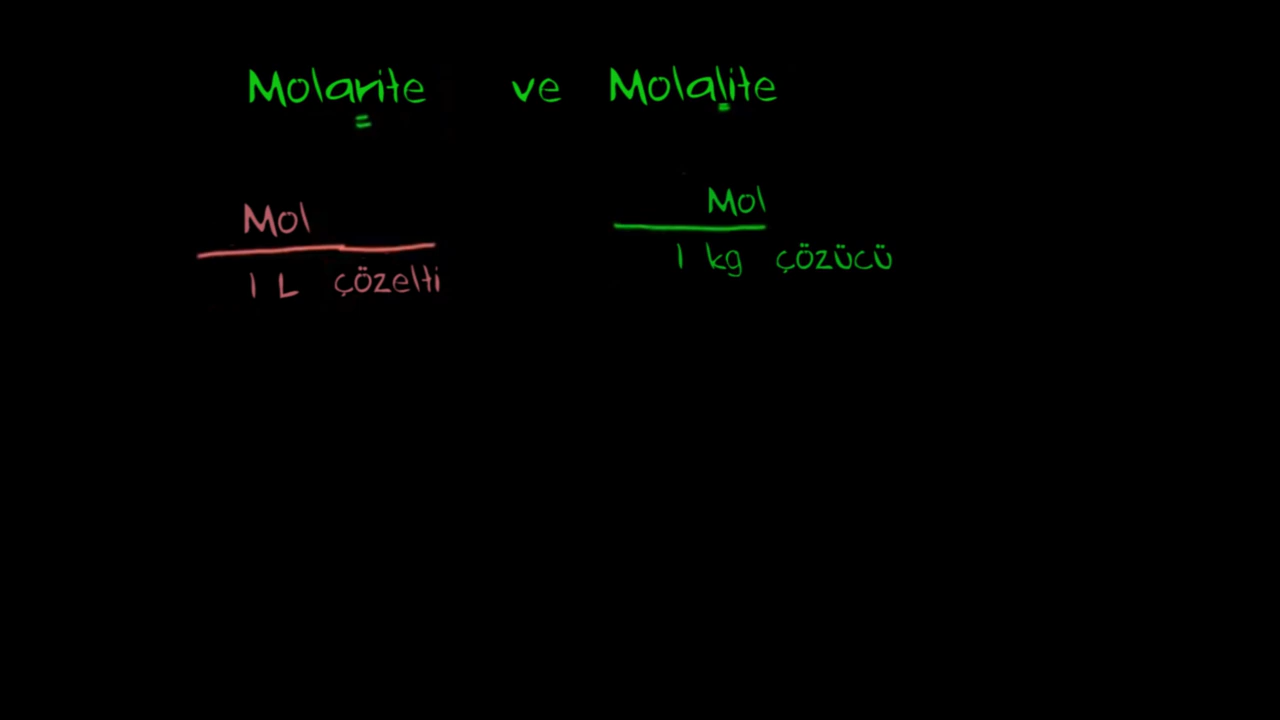 Molarite ve Molalite
Mol
1 L çözelti
Mol
1 kg çözücü